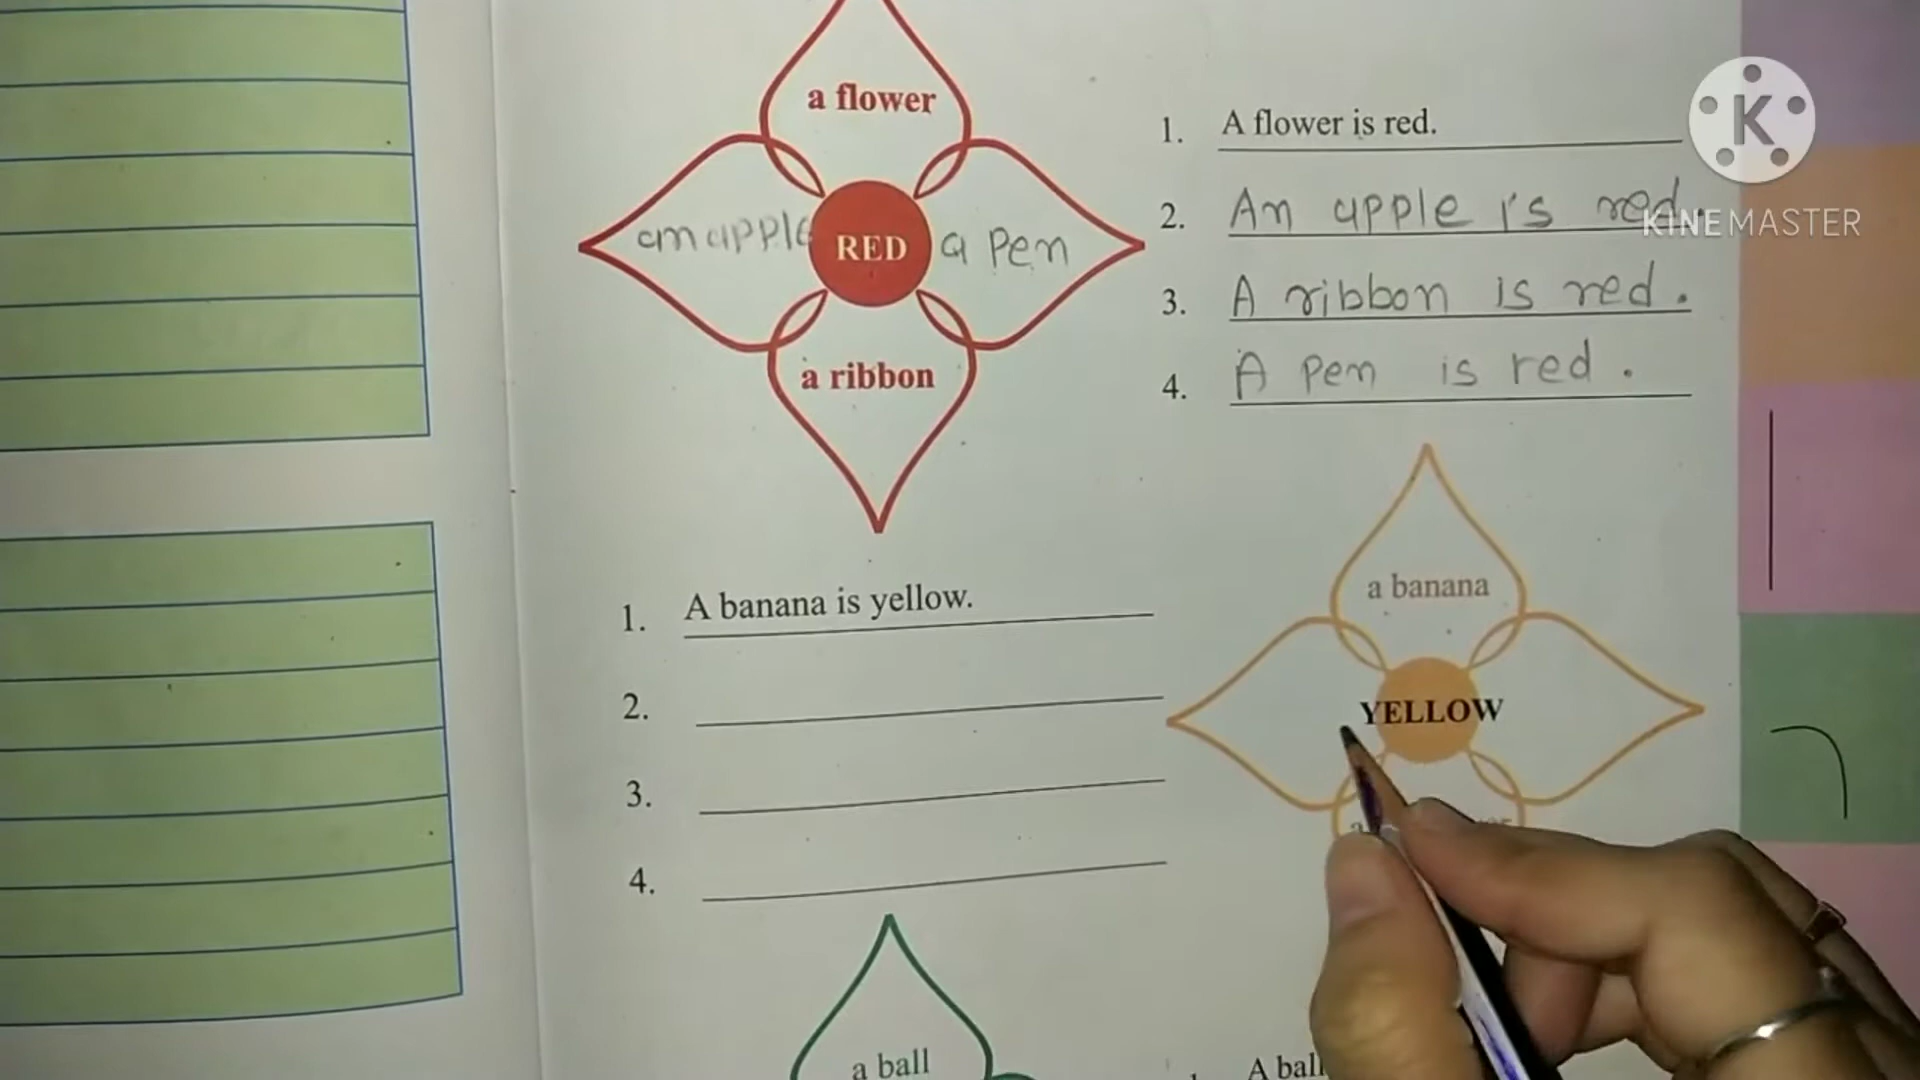 a flower
an apple
RED
a pen
a ribbon
1. A flower is red.
2. An apple is red.
3. A ribbon is red.
4. A pen is red.
K
KINEMASTER
1. A banana is yellow.
2.
3.
4.
a banana
YELLOW
a
a ball
A ball